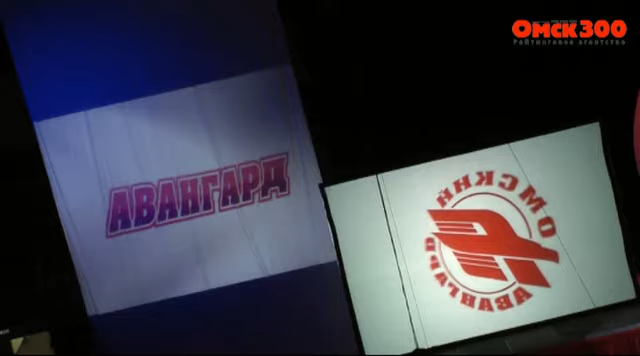 ОМСК300
Рейтинговое агентство
АВАНГАРД
ОМСКИЙ
АВАНГАРД